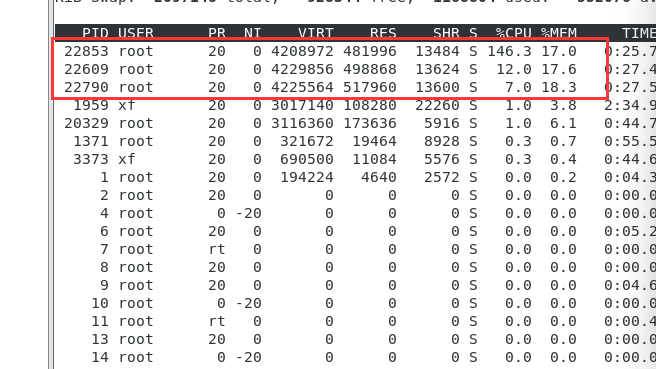 PID USER PR NI VIRT RES SHR S %CPU %MEM TIME
22853 root 20 0 4208972 481996 13484 S 146.3 17.0 0:25.7
22609 root 20 0 4229856 498868 13624 S 12.0 17.6 0:27.4
22790 root 20 0 4225564 517960 13600 S 7.0 18.3 0:27.5
1959 xf 20 0 3017140 108280 22260 S 1.0 3.8 2:34.9
20329 root 20 0 3116360 173636 5916 S 1.0 6.1 0:44.7
1371 root 20 0 321672 19464 8928 S 0.3 0.7 0:55.5
3373 xf 20 0 690500 11084 5576 S 0.3 0.4 0:44.6
1 root 20 0 194224 4640 2572 S 0.0 0.2 0:04.3
2 root 20 0 0 0 0 S 0.0 0.0 0:00.0
4 root 0 -20 0 0 0 S 0.0 0.0 0:00.0
6 root 20 0 0 0 0 S 0.0 0.0 0:05.2
7 root rt 0 0 0 0 S 0.0 0.0 0:00.0
8 root 20 0 0 0 0 S 0.0 0.0 0:00.0
9 root 20 0 0 0 0 S 0.0 0.0 0:04.6
10 root 0 -20 0 0 0 S 0.0 0.0 0:00.0
11 root rt 0 0 0 0 S 0.0 0.0 0:00.4
13 root 20 0 0 0 0 S 0.0 0.0 0:00.0
14 root 0 -20 0 0 0 S 0.0 0.0 0:00.0